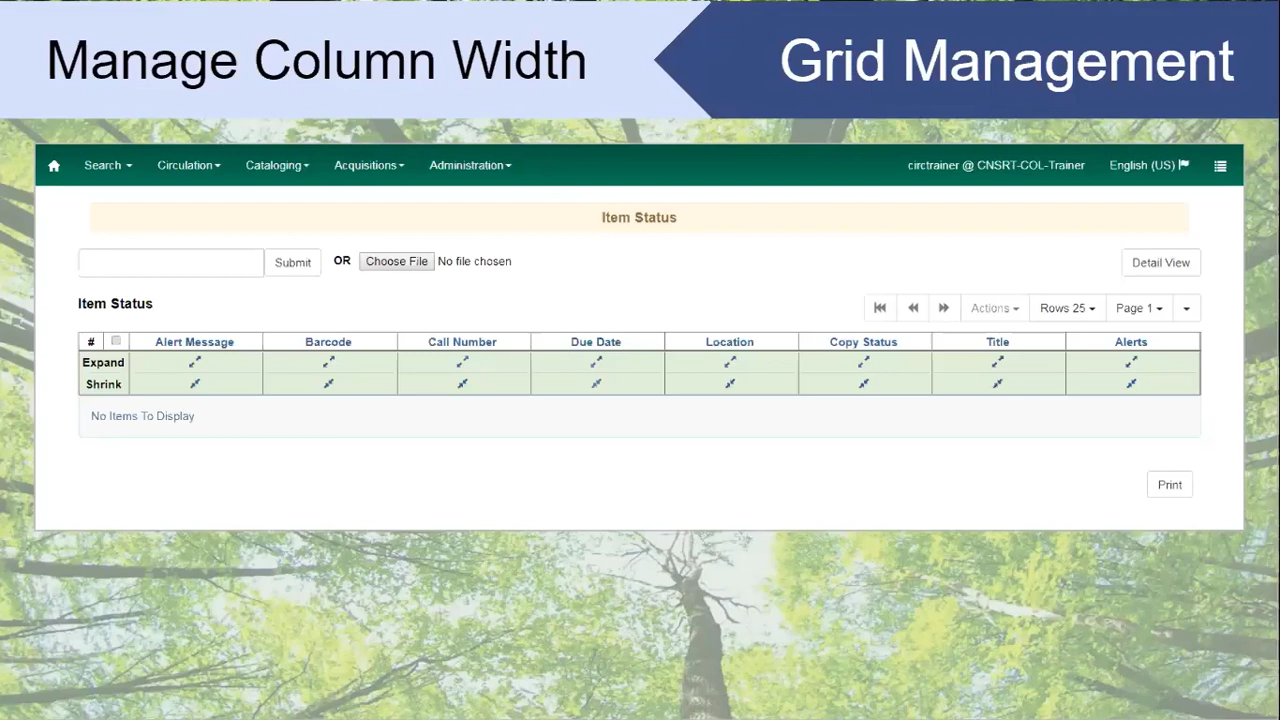 Manage Column Width
Grid Management
Search Circulation Cataloging Acquisitions Administration circtrainer @ CNSRT-COL-Trainer English (US)
Item Status
Submit OR Choose File No file chosen Detail View
Item Status Actions Rows 25 Page 1
# Alert Message Barcode Call Number Due Date Location Copy Status Title Alerts
Expand
Shrink
No Items To Display
Print